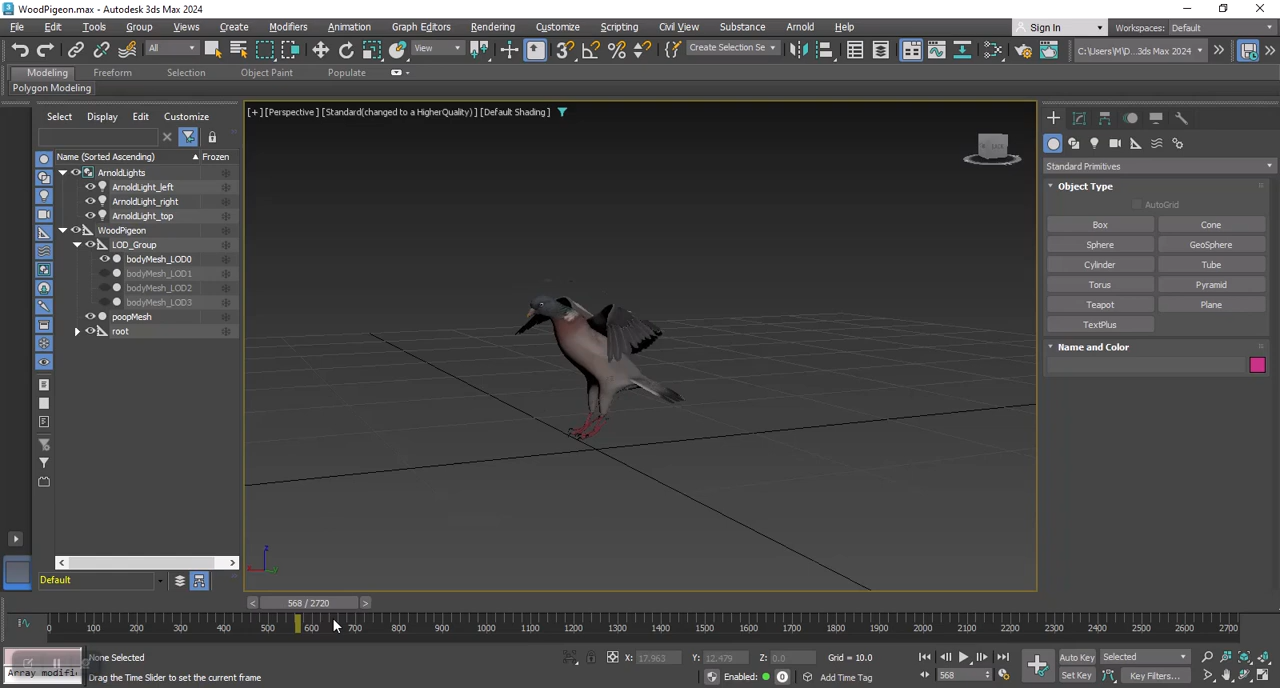 WoodPigeon.max - Autodesk 3ds Max 2024
File Edit Tools Group Views Create Modifiers Animation Graph Editors Rendering Customize Scripting Civil View Substance Arnold Help Sign In Workspaces: Default
All View Create Selection Se C:\Users\M\D...3ds Max 2024
Modeling Freeform Selection Object Paint Populate
Polygon Modeling
Select Display Edit Customize
[+] [Perspective] [Standard(changed to a HigherQuality)] [Default Shading]
Name (Sorted Ascending) Frozen
ArnoldLights
ArnoldLight_left
ArnoldLight_right
ArnoldLight_top
WoodPigeon
LOD_Group
bodyMesh_LOD0
bodyMesh_LOD1
bodyMesh_LOD2
bodyMesh_LOD3
poopMesh
root
Standard Primitives
Object Type
AutoGrid
Box Cone
Sphere GeoSphere
Cylinder Tube
Torus Pyramid
Teapot Plane
TextPlus
Name and Color
Default
< 568 / 2720 >
0 100 200 300 400 500 600 700 800 900 1000 1100 1200 1300 1400 1500 1600 1700 1800 1900 2000 2100 2200 2300 2400 2500 2600 2700
None Selected X: 17.963 Y: 12.479 Z: 0.0 Grid = 10.0 Auto Key Selected
Array modifi Drag the Time Slider to set the current frame Enabled: 0 Add Time Tag 568 Set Key Key Filters...